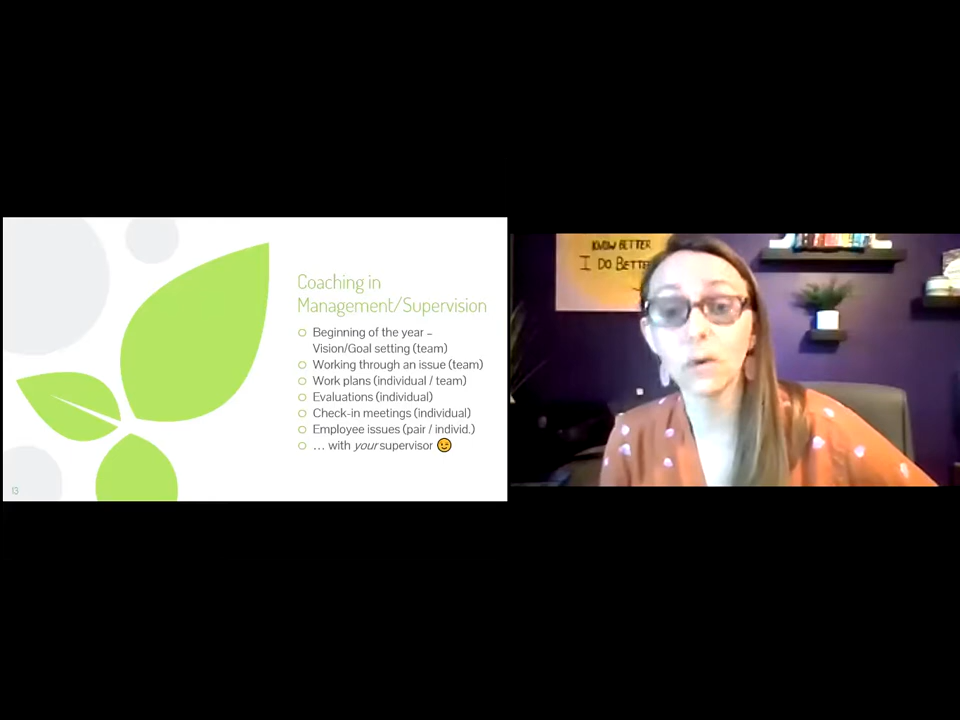 Coaching in
Management/Supervision
Beginning of the year –
Vision/Goal setting (team)
Working through an issue (team)
Work plans (individual / team)
Evaluations (individual)
Check-in meetings (individual)
Employee issues (pair / individ.)
… with your supervisor 😉
13
KNOW BETTER
I DO BETTER